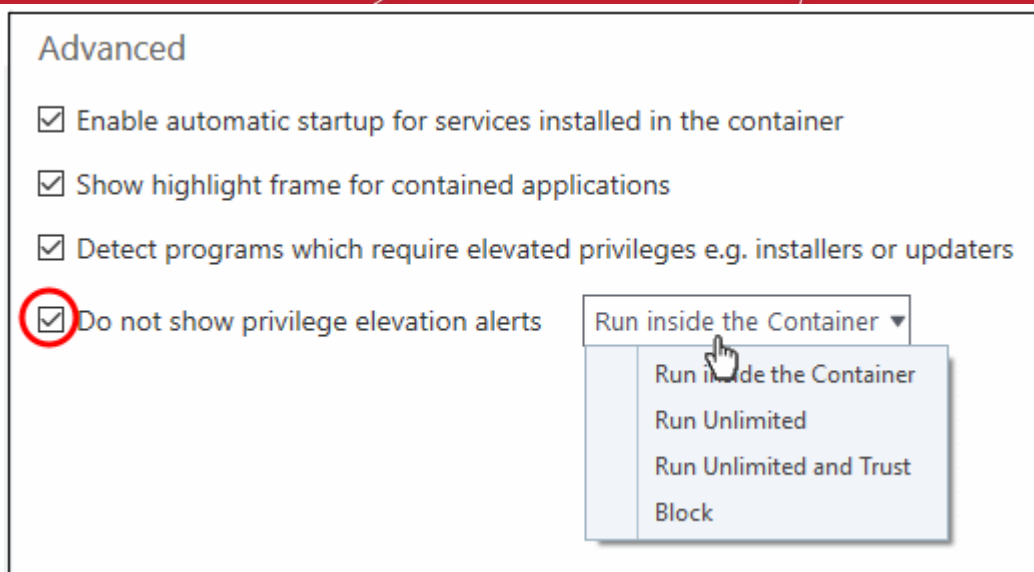 Advanced
Enable automatic startup for services installed in the container
Show highlight frame for contained applications
Detect programs which require elevated privileges e.g. installers or updaters
Do not show privilege elevation alerts Run inside the Container
Run inside the Container
Run Unlimited
Run Unlimited and Trust
Block